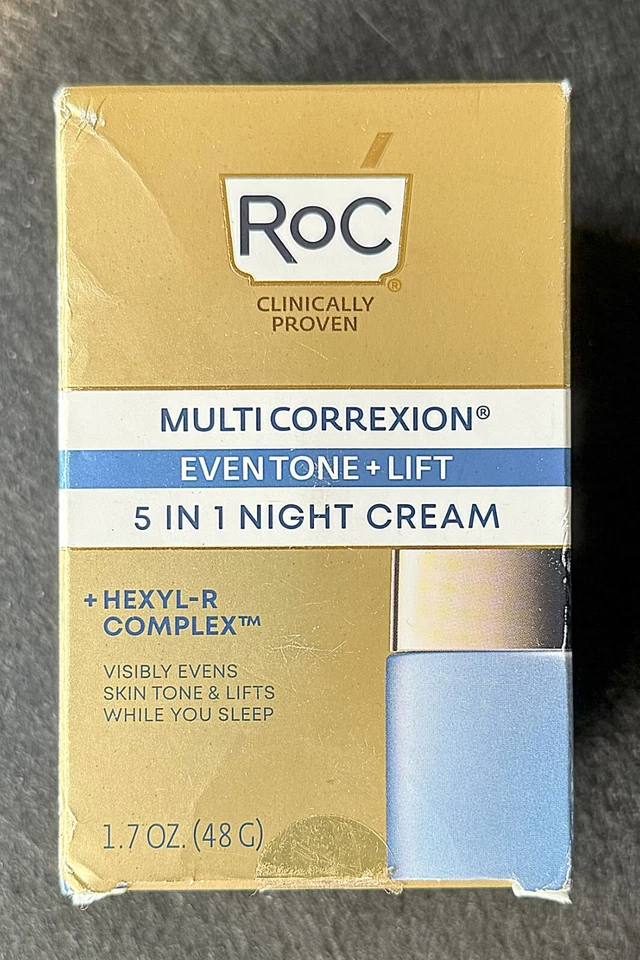 RoC®
CLINICALLY
PROVEN
MULTI CORREXION®
EVEN TONE + LIFT
5 IN 1 NIGHT CREAM
+ HEXYL-R
COMPLEX™
VISIBLY EVENS
SKIN TONE & LIFTS
WHILE YOU SLEEP
1.7 OZ. (48 G)